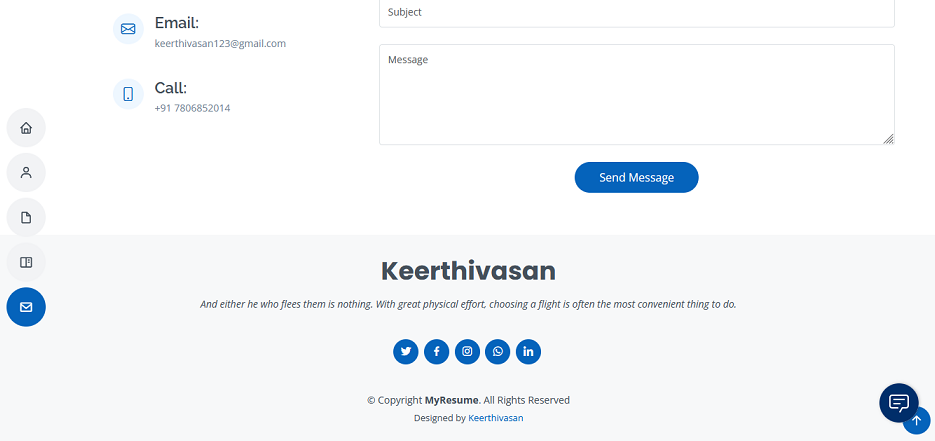 Email:
keerthivasan123@gmail.com
Call:
+91 7806852014
Subject
Message
Send Message
Keerthivasan
And either he who flees them is nothing. With great physical effort, choosing a flight is often the most convenient thing to do.
© Copyright MyResume. All Rights Reserved
Designed by Keerthivasan